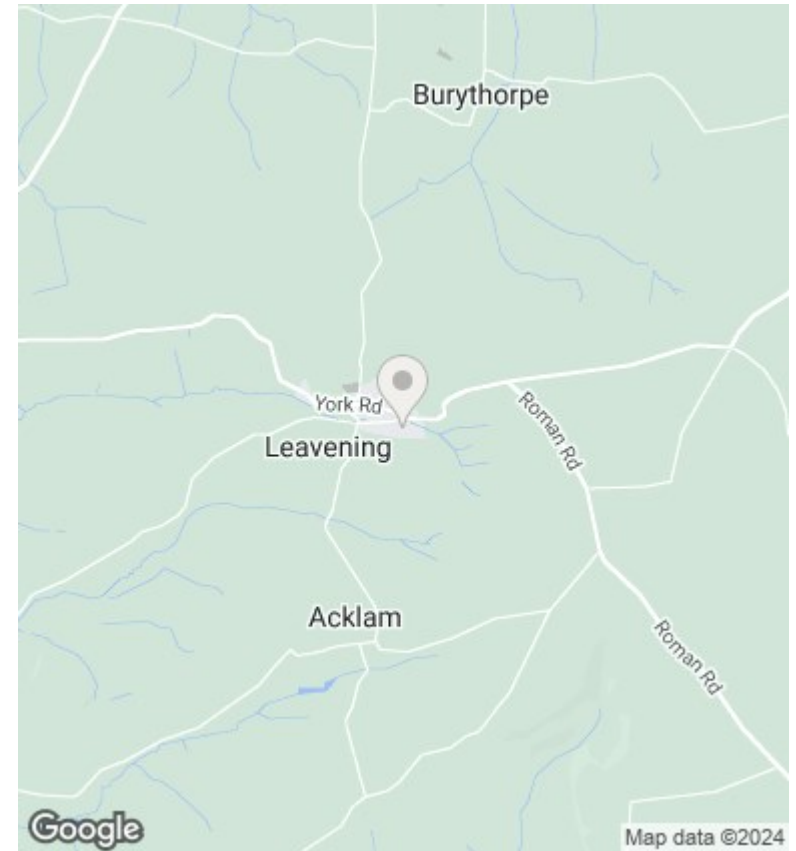 Burythorpe
York Rd
Roman Rd
Leavening
Acklam
Roman Rd
Google
Map data ©2024